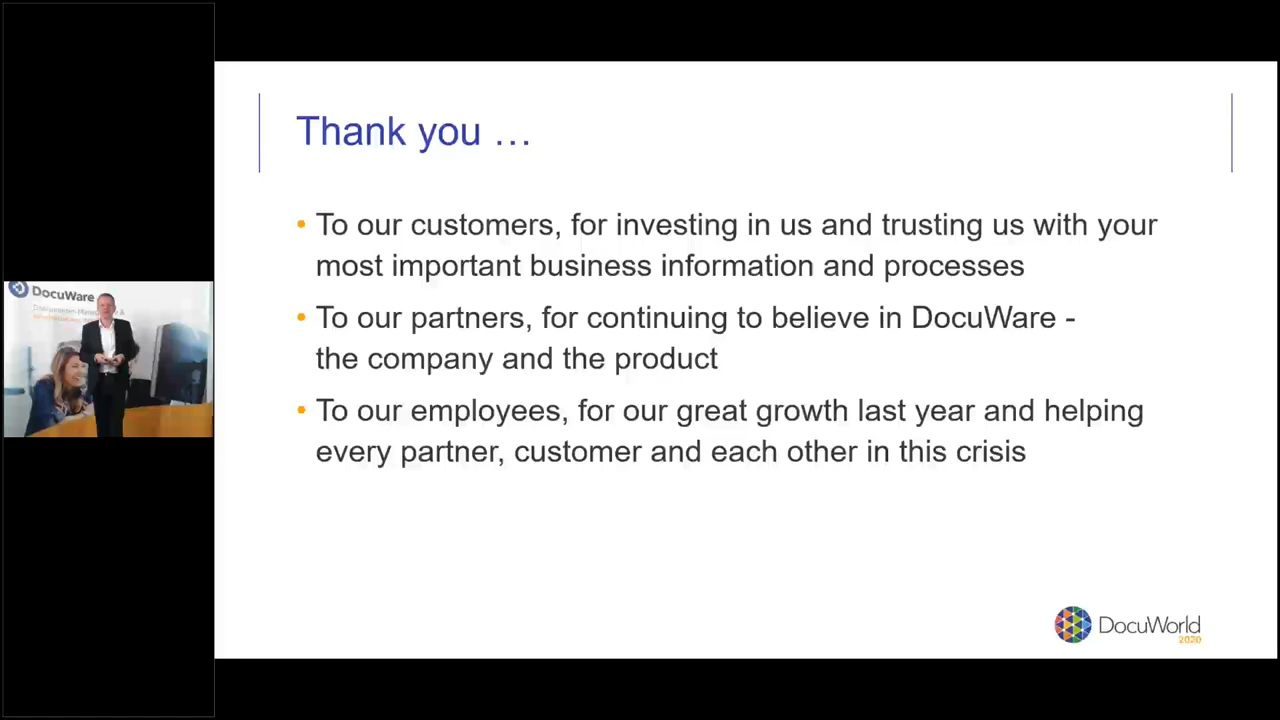 Thank you …
• To our customers, for investing in us and trusting us with your
most important business information and processes
• To our partners, for continuing to believe in DocuWare -
the company and the product
• To our employees, for our great growth last year and helping
every partner, customer and each other in this crisis
DocuWare
DocuWorld
2020